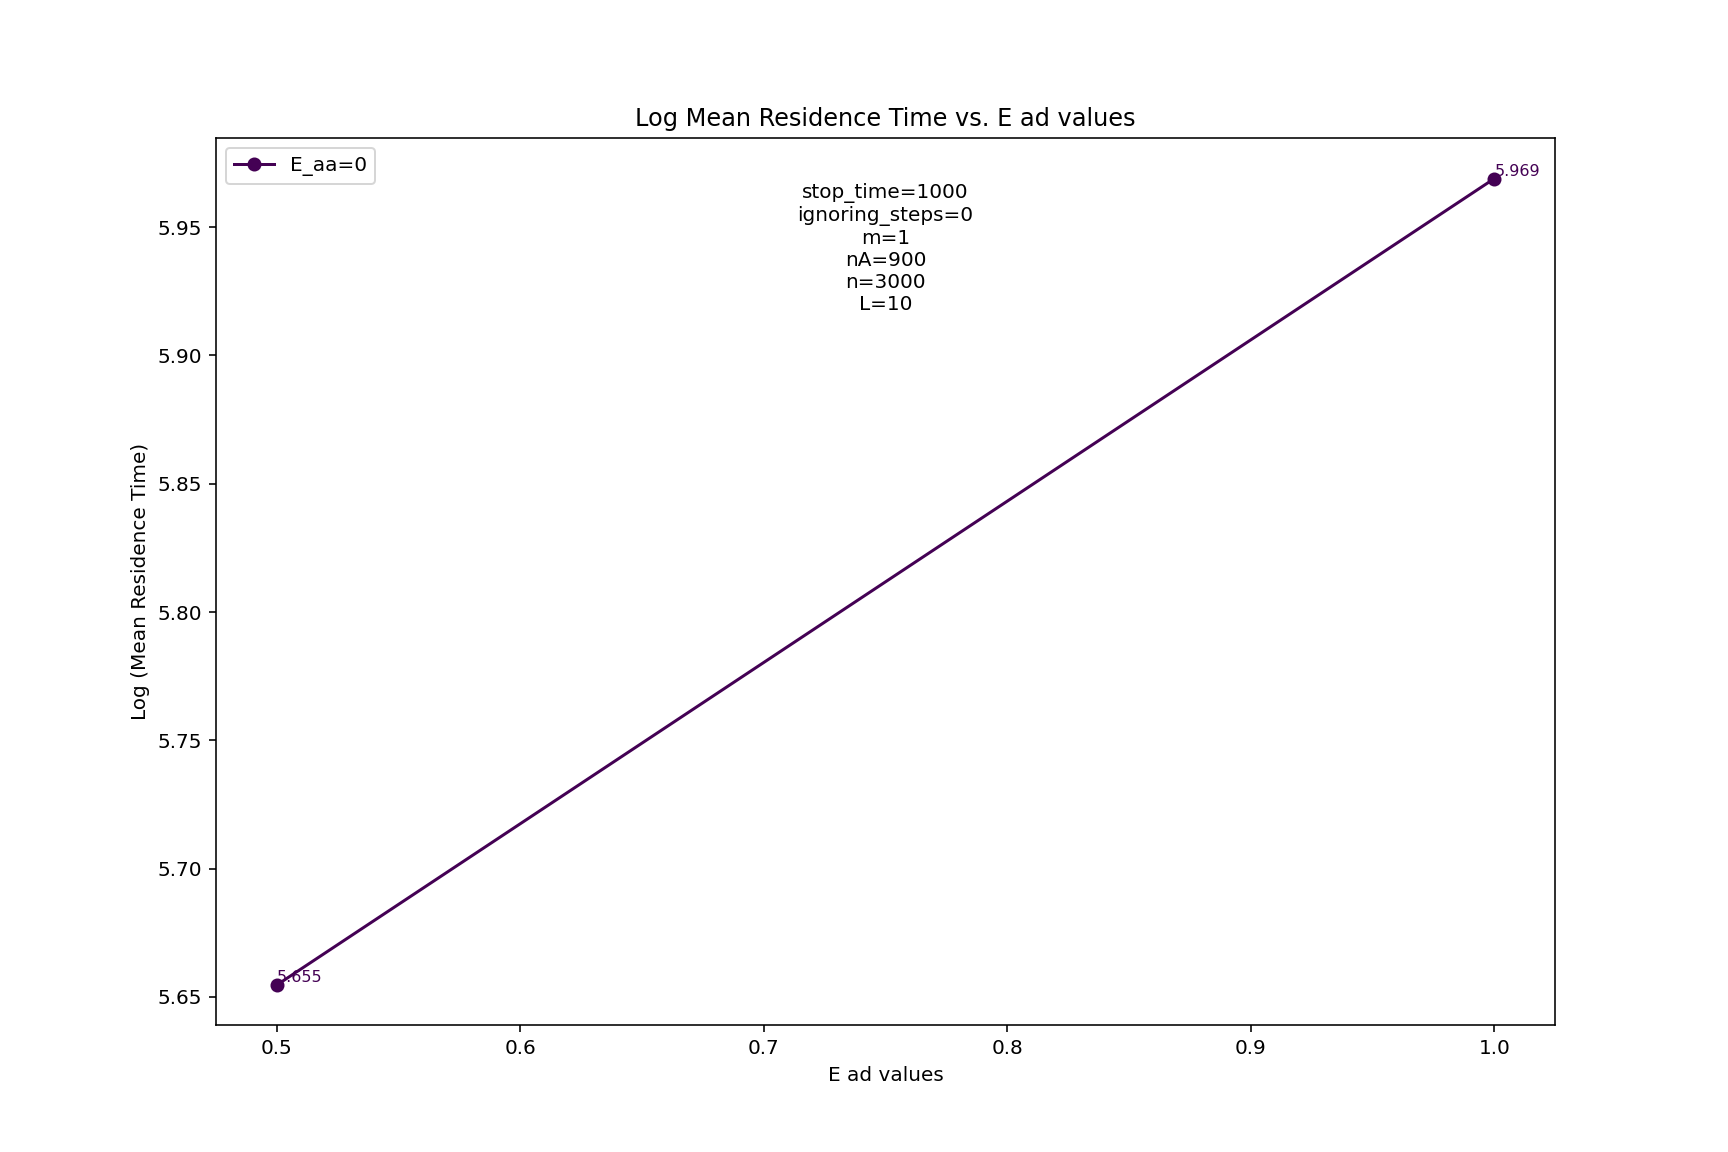 Log Mean Residence Time vs. E ad values
E_aa=0
stop_time=1000
ignoring_steps=0
m=1
nA=900
n=3000
L=10
5.969
5.655
5.95
5.90
5.85
5.80
5.75
5.70
5.65
Log (Mean Residence Time)
0.5 0.6 0.7 0.8 0.9 1.0
E ad values